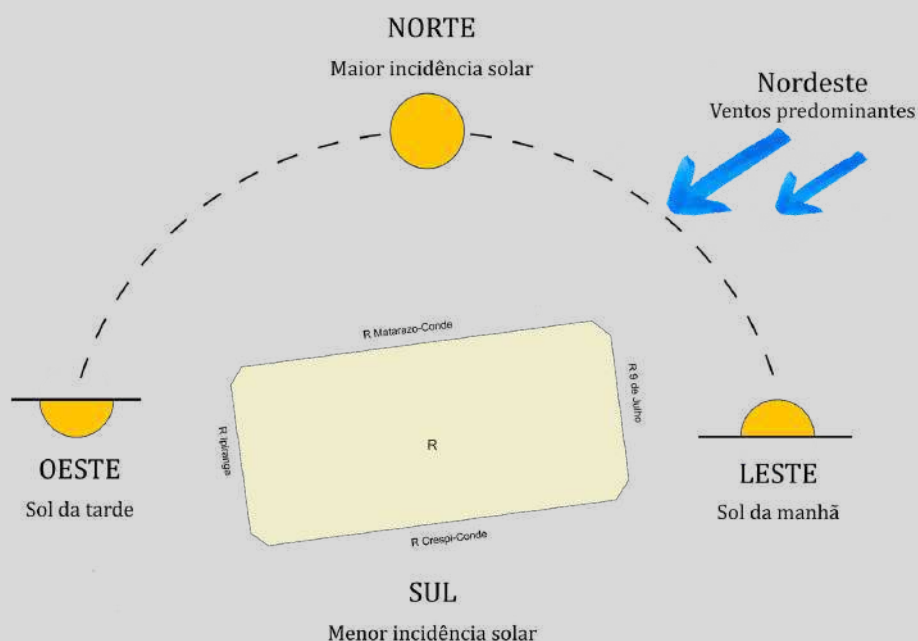 NORTE
Maior incidência solar
Nordeste
Ventos predominantes
R Matarazo-Conde
R 9 de Julho
R Ipiranga
R
OESTE
Sol da tarde
LESTE
Sol da manhã
R Crespi-Conde
SUL
Menor incidência solar